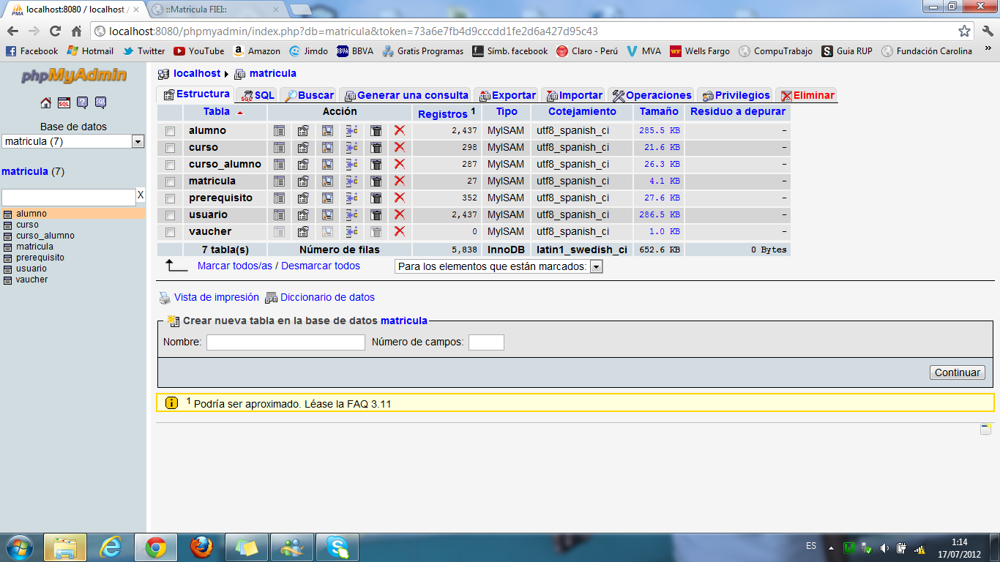 localhost:8080 / localhost /
::Matricula FIEI::
localhost:8080/phpmyadmin/index.php?db=matricula&token=73a6e7fb4d9cccdd1fe2d6a427d95c43
Facebook Hotmail Twitter YouTube Amazon Jimdo BBVA Gratis Programas Símb. facebook Claro - Perú MVA Wells Fargo CompuTrabajo Guia RUP Fundación Carolina »
phpMyAdmin
Base de datos
matricula (7)
matricula (7)
X
alumno
curso
curso_alumno
matricula
prerequisito
usuario
vaucher
localhost matricula
Estructura SQL Buscar Generar una consulta Exportar Importar Operaciones Privilegios Eliminar
Tabla Acción Registros 1 Tipo Cotejamiento Tamaño Residuo a depurar
alumno 2,437 MyISAM utf8_spanish_ci 285.5 KB -
curso 298 MyISAM utf8_spanish_ci 21.6 KB -
curso_alumno 287 MyISAM utf8_spanish_ci 26.3 KB -
matricula 27 MyISAM utf8_spanish_ci 4.1 KB -
prerequisito 352 MyISAM utf8_spanish_ci 27.6 KB -
usuario 2,437 MyISAM utf8_spanish_ci 286.5 KB -
vaucher 0 MyISAM utf8_spanish_ci 1.0 KB -
7 tabla(s) Número de filas 5,838 InnoDB latin1_swedish_ci 652.6 KB 0 Bytes
Marcar todos/as / Desmarcar todos Para los elementos que están marcados:
Vista de impresión Diccionario de datos
Crear nueva tabla en la base de datos matricula
Nombre: Número de campos:
Continuar
1 Podría ser aproximado. Léase la FAQ 3.11
ES
1:14
17/07/2012